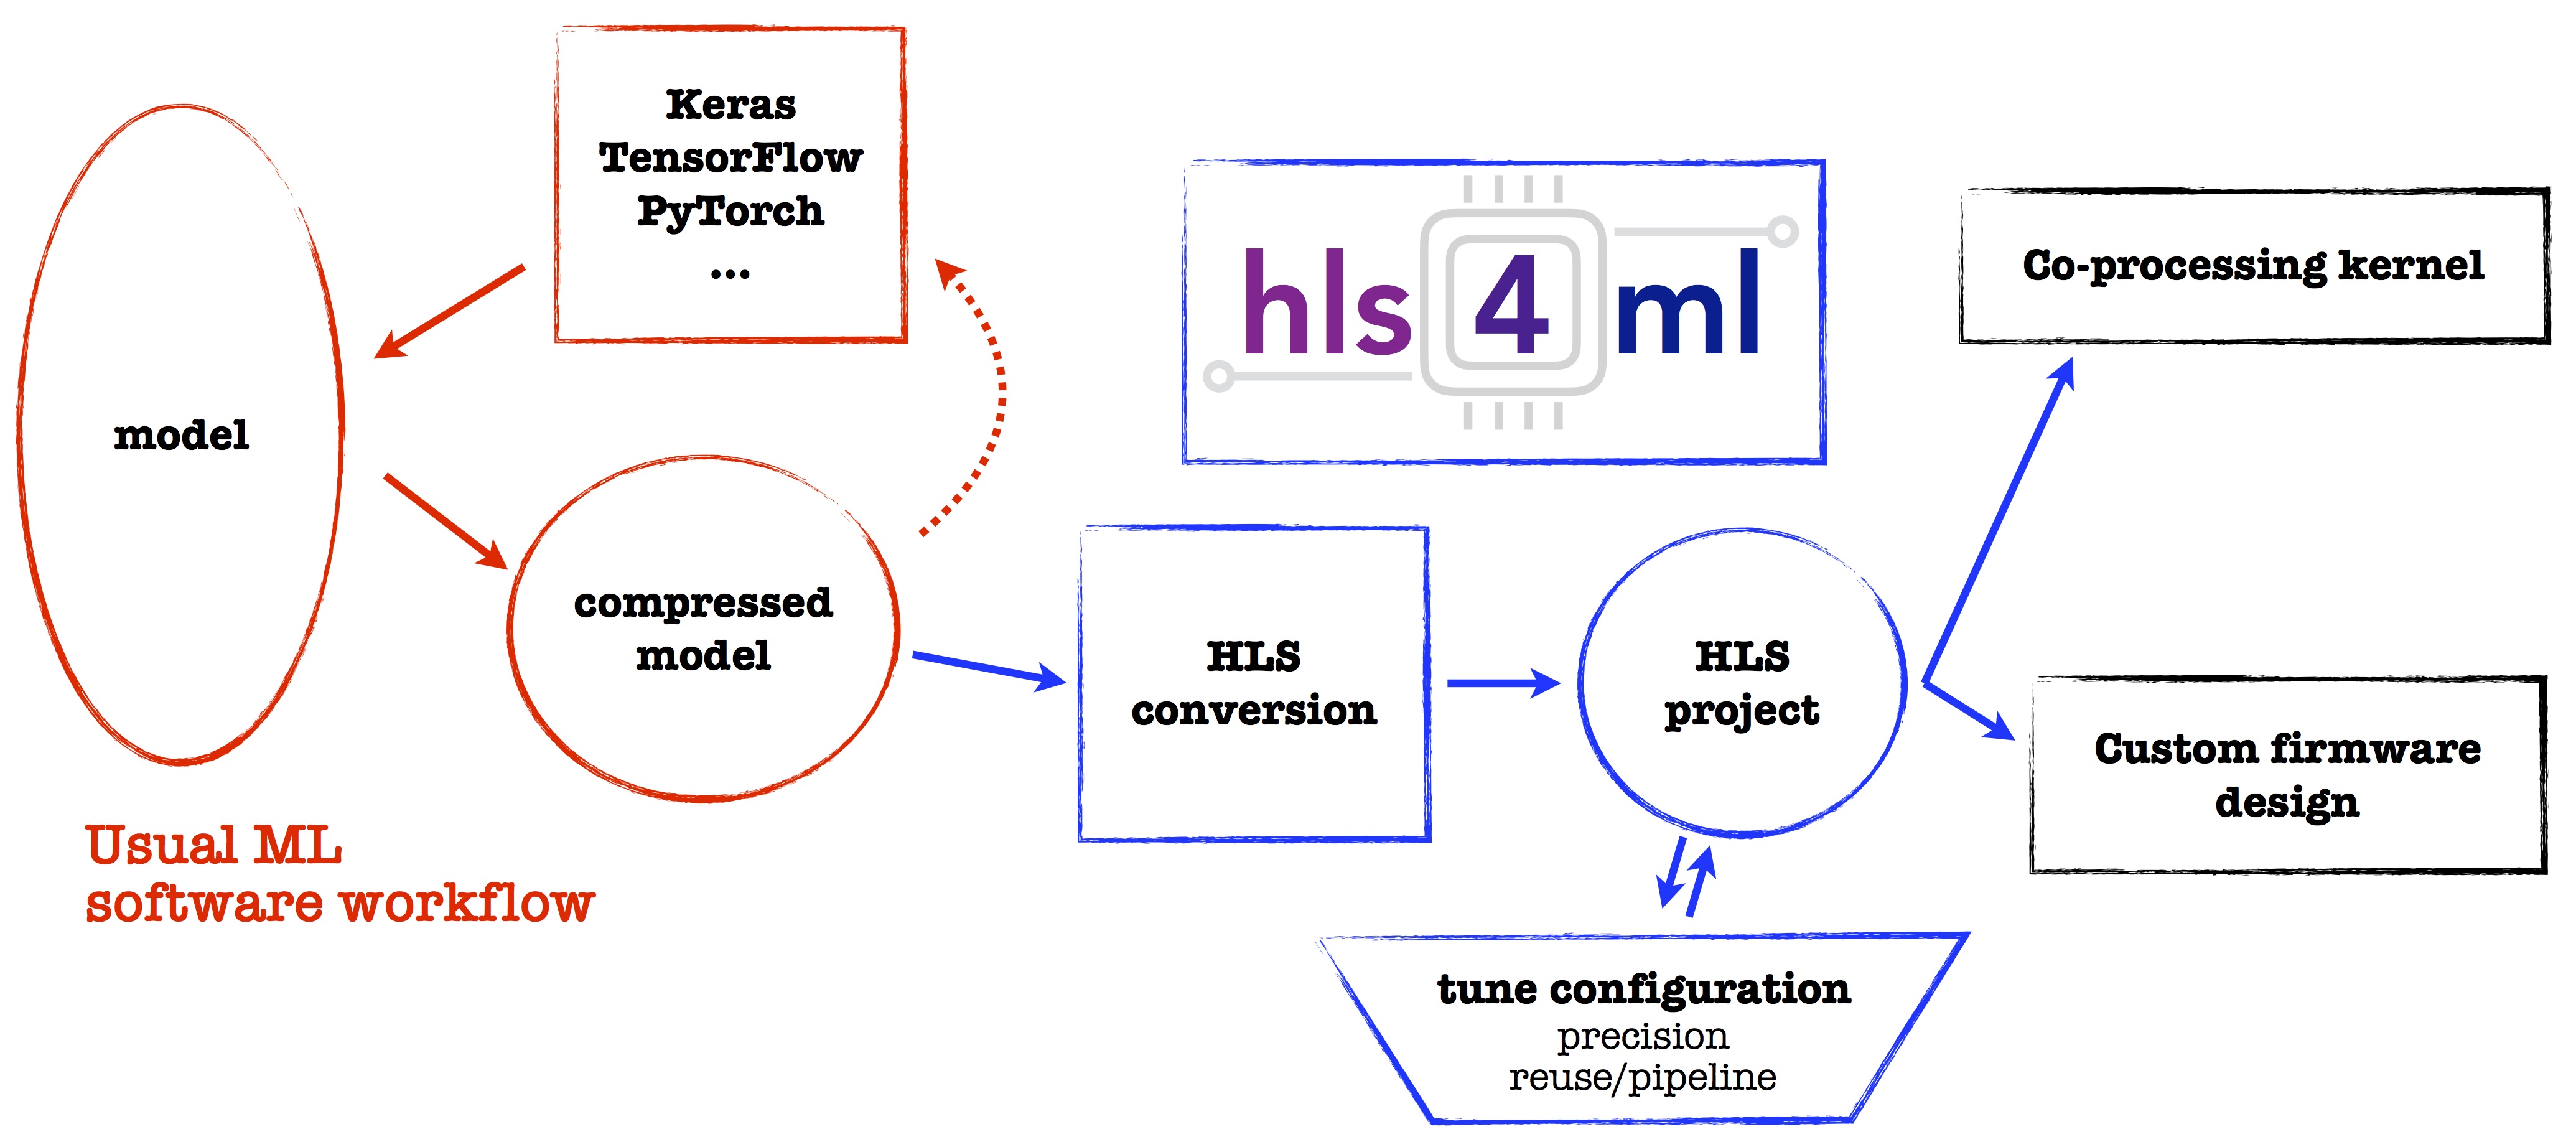 Keras
TensorFlow
PyTorch
...
model
compressed
model
Usual ML
software workflow
hls 4 ml
HLS
conversion
HLS
project
tune configuration
precision
reuse/pipeline
Co-processing kernel
Custom firmware
design